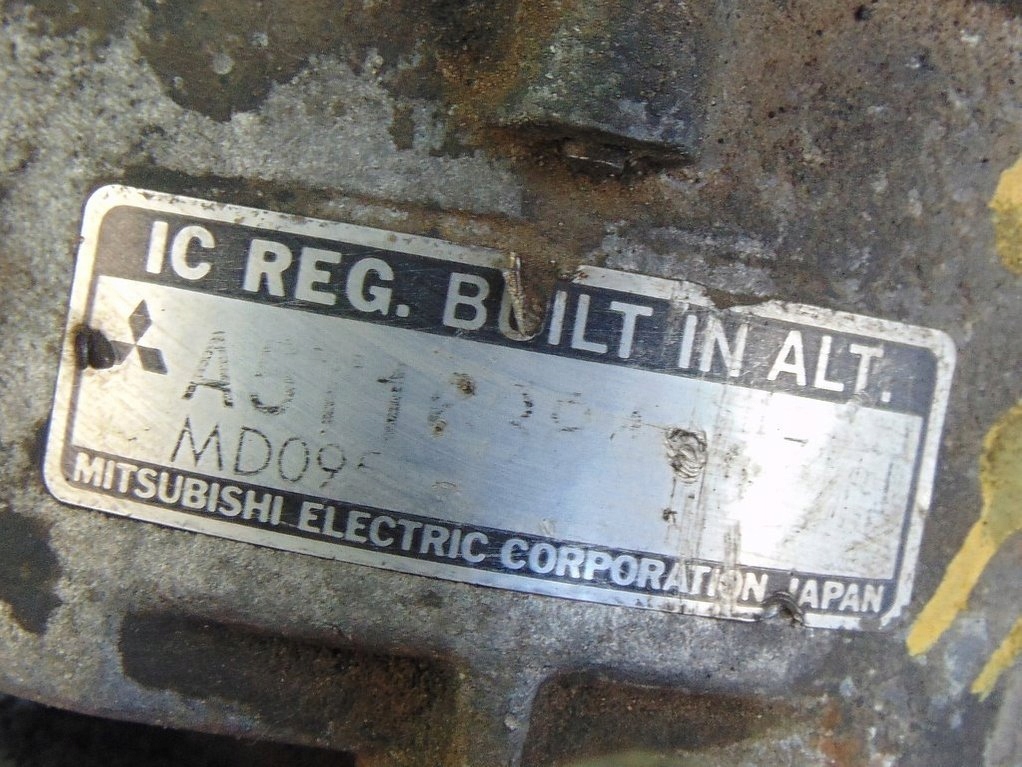 IC REG. BUILT IN ALT.
MITSUBISHI ELECTRIC CORPORATION JAPAN